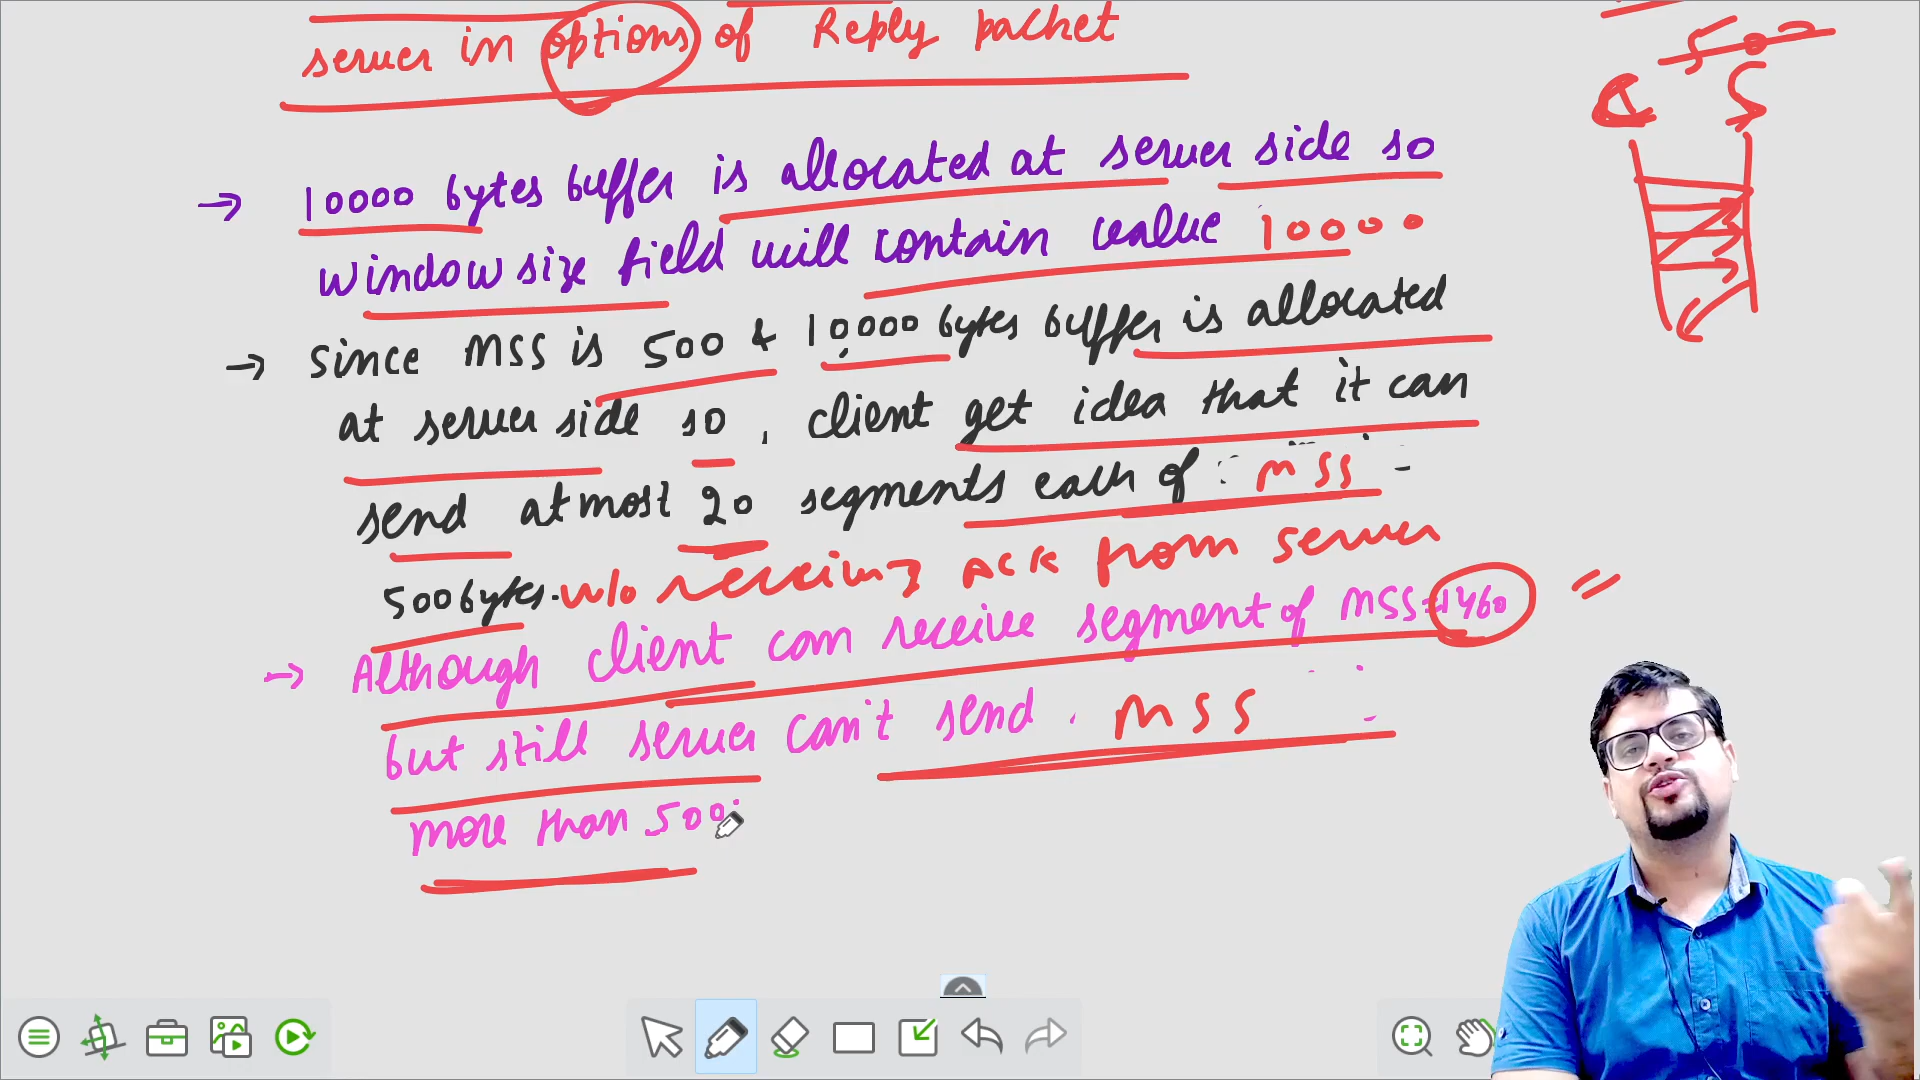 server in options of Reply packet
500
C S
→ 10000 bytes buffer is allocated at server side so
window size field will contain value 10000
→ Since MSS is 500 & 10,000 bytes buffer is allocated
at server side so, client get idea that it can
send atmost 20 segments each of MSS
500 bytes. w/o receiving ack from server
→ Although client can receive segment of MSS=1460
but still server can't send MSS
more than 500